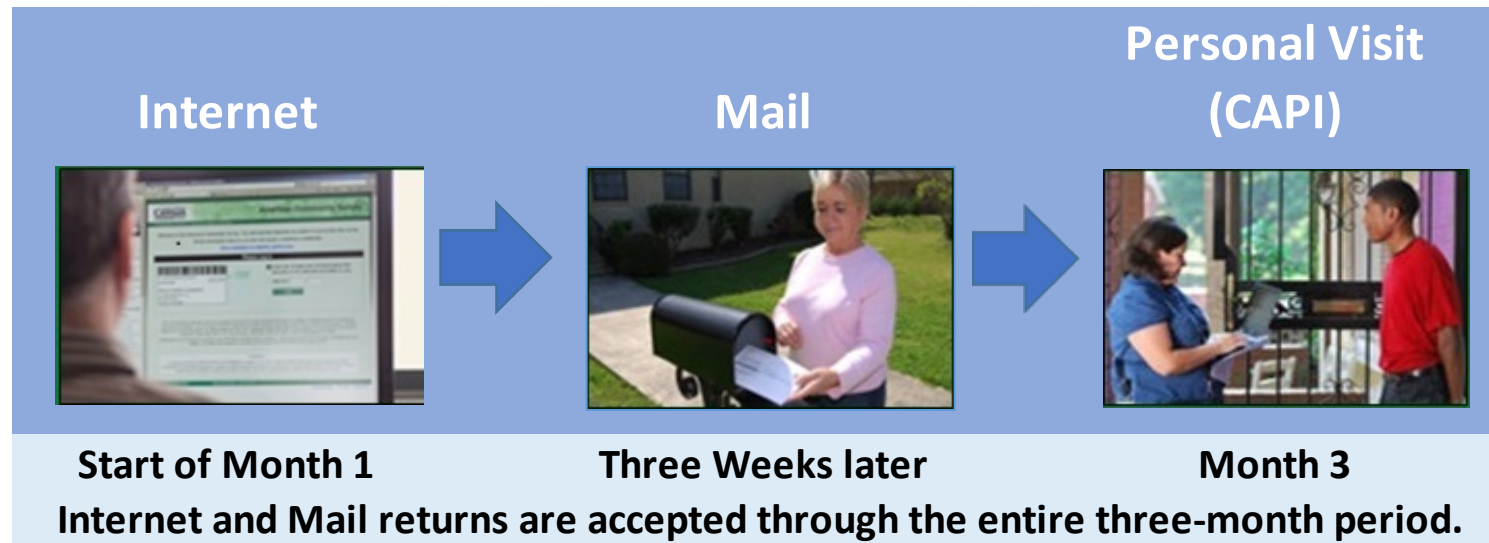 Internet
Mail
Personal Visit
(CAPI)
Start of Month 1
Three Weeks later
Month 3
Internet and Mail returns are accepted through the entire three-month period.